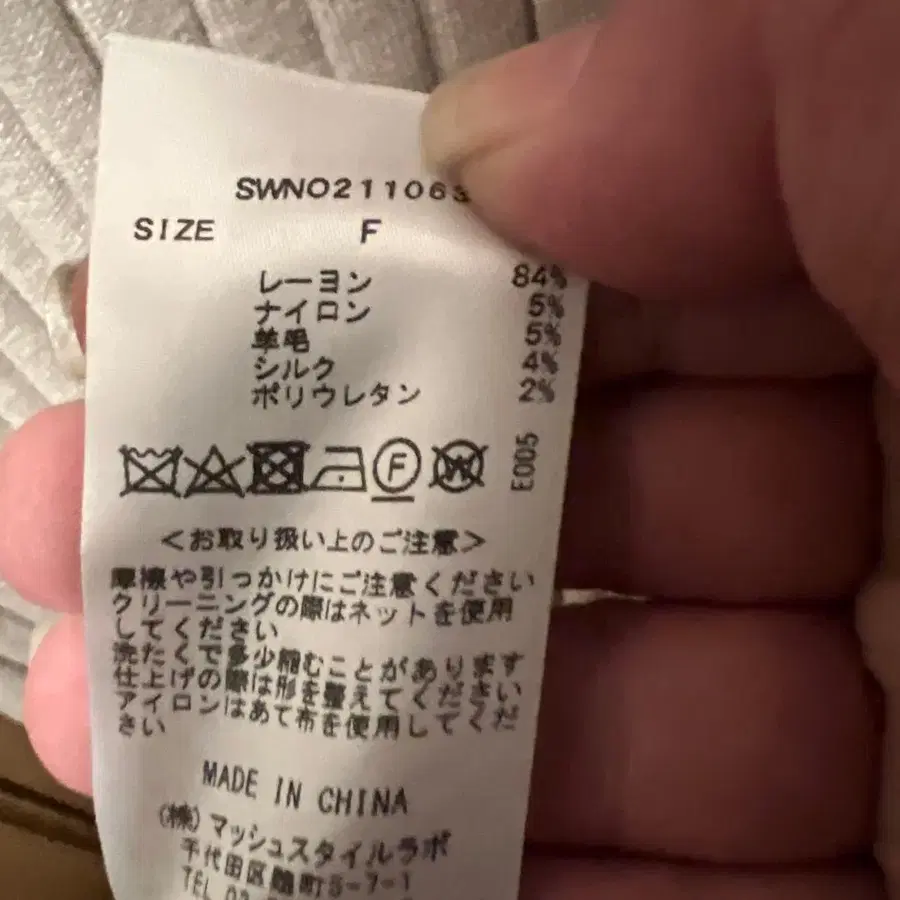 SWNO211063
SIZE F
レーヨン 84%
ナイロン 5%
羊毛 5%
シルク 4%
ポリウレタン 2%
F W E005
<お取り扱い上のご注意>
摩擦や引っかけにご注意ください
クリーニングの際はネットを使用
してください
洗たくで多少縮むことがあります
仕上げの際は形を整えてください
アイロンはあて布を使用してくだ
さい
MADE IN CHINA
(株)マッシュスタイルラボ
千代田区麹町5-7-1
TEL 03